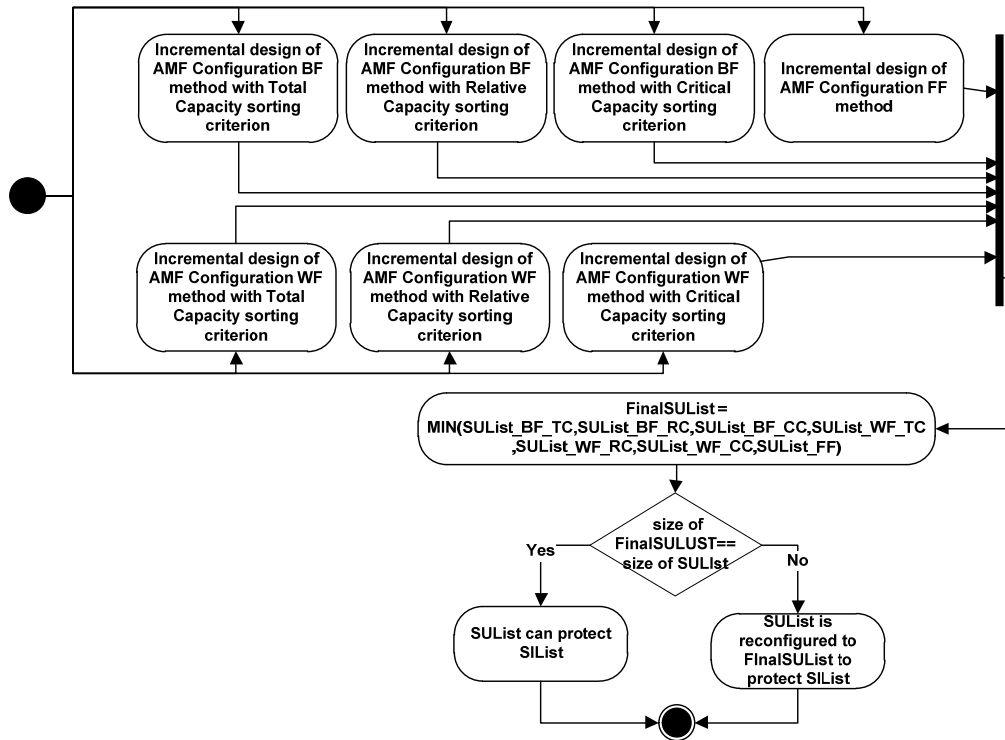 Incremental design of
AMF Configuration BF
method with Total
Capacity sorting
criterion
Incremental design of
AMF Configuration BF
method with Relative
Capacity sorting
criterion
Incremental design of
AMF Configuration BF
method with Critical
Capacity sorting
criterion
Incremental design of
AMF Configuration FF
method
Incremental design of
AMF Configuration WF
method with Total
Capacity sorting
criterion
Incremental design of
AMF Configuration WF
method with Relative
Capacity sorting
criterion
Incremental design of
AMF Configuration WF
method with Critical
Capacity sorting
criterion
FinalSUList =
MIN(SUList_BF_TC,SUList_BF_RC,SUList_BF_CC,SUList_WF_TC
,SUList_WF_RC,SUList_WF_CC,SUList_FF)
size of
FinalSULUST==
size of SULIst
Yes
No
SUList can protect
SIList
SUList is
reconfigured to
FInalSUList to
protect SIList